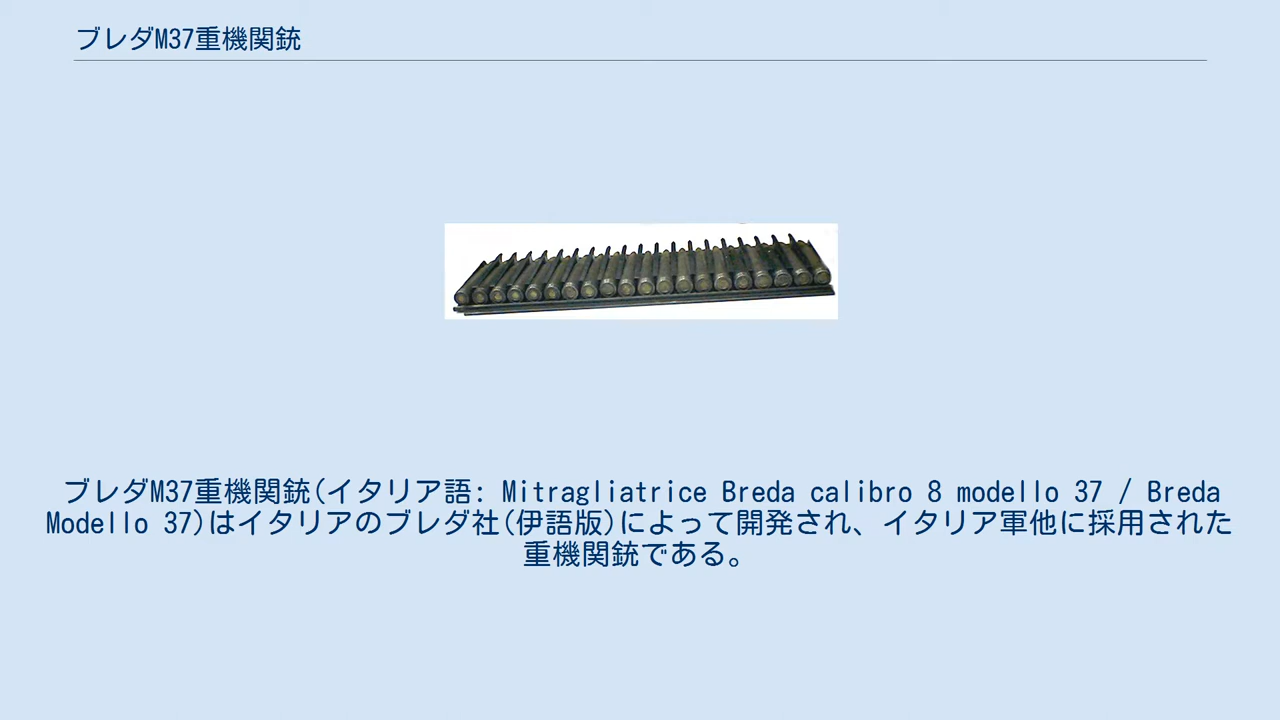 ブレダM37重機関銃
ブレダM37重機関銃(イタリア語: Mitragliatrice Breda calibro 8 modello 37 / Breda
Modello 37)はイタリアのブレダ社(伊語版)によって開発され、イタリア軍他に採用された
重機関銃である。